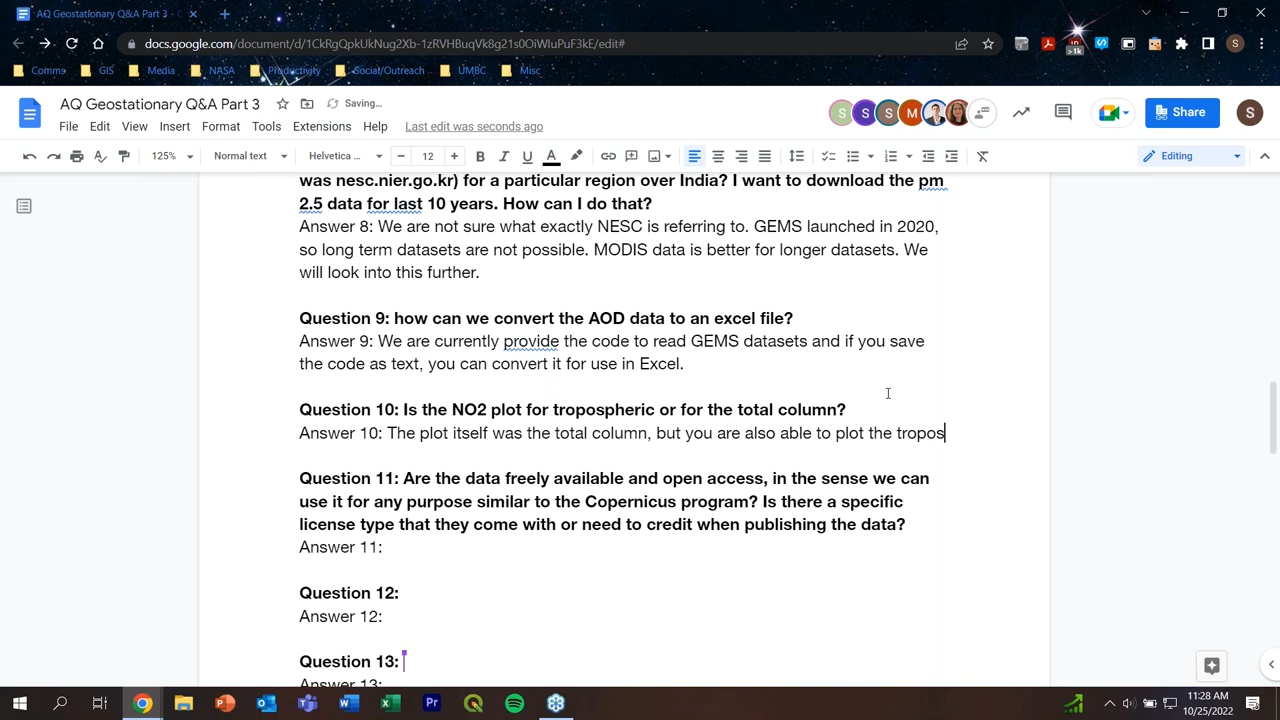 AQ Geostationary Q&A Part 3 -
docs.google.com/document/d/1CkRgQpkUkNug2Xb-1zRVHBuqVk8g21s0OiWIuPuF3kE/edit#
>1k
S
Comms GIS Media NASA Productivity Social/Outreach UMBC Misc
AQ Geostationary Q&A Part 3 Saving...
S S S M Share S
File Edit View Insert Format Tools Extensions Help Last edit was seconds ago
125% Normal text Helvetica ... 12 B I U A Editing
was nesc.nier.go.kr) for a particular region over India? I want to download the pm
2.5 data for last 10 years. How can I do that?
Answer 8: We are not sure what exactly NESC is referring to. GEMS launched in 2020,
so long term datasets are not possible. MODIS data is better for longer datasets. We
will look into this further.
Question 9: how can we convert the AOD data to an excel file?
Answer 9: We are currently provide the code to read GEMS datasets and if you save
the code as text, you can convert it for use in Excel.
Question 10: Is the NO2 plot for tropospheric or for the total column?
Answer 10: The plot itself was the total column, but you are also able to plot the tropos
Question 11: Are the data freely available and open access, in the sense we can
use it for any purpose similar to the Copernicus program? Is there a specific
license type that they come with or need to credit when publishing the data?
Answer 11:
Question 12:
Answer 12:
Question 13:
Answer 13:
11:28 AM
10/25/2022